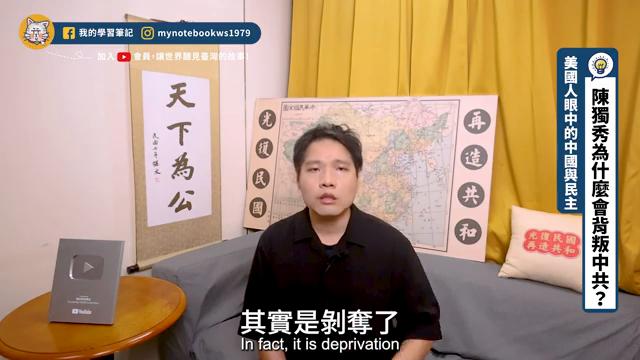 我的學習筆記
mynotebookws1979
加入 會員,讓世界聽見臺灣的故事!
陳獨秀為什麼會背叛中共?
美國人眼中的中國與民主
天下為公
光復民國
再造共和
光復民國
再造共和
YouTube
其實是剝奪了
In fact, it is deprivation